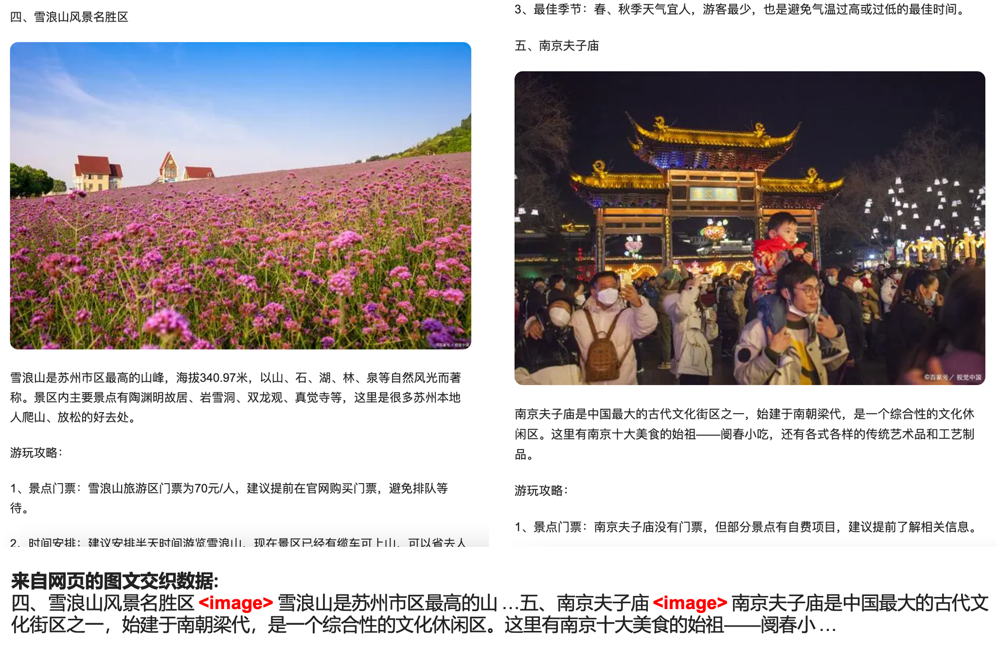 四、雪浪山风景名胜区
©百家号／视觉中国
雪浪山是苏州市区最高的山峰，海拔340.97米，以山、石、湖、林、泉等自然风光而著
称。景区内主要景点有陶渊明故居、岩雪洞、双龙观、真觉寺等，这里是很多苏州本地
人爬山、放松的好去处。
游玩攻略：
1、景点门票：雪浪山旅游区门票为70元/人，建议提前在官网购买门票，避免排队等
待。
2、时间安排：建议安排半天时间游览雪浪山，现在景区已经有缆车可上山，可以省去人
3、最佳季节：春、秋季天气宜人，游客最少，也是避免气温过高或过低的最佳时间。
五、南京夫子庙
©百家号／视觉中国
南京夫子庙是中国最大的古代文化街区之一，始建于南朝梁代，是一个综合性的文化休
闲区。这里有南京十大美食的始祖——阌春小吃，还有各式各样的传统艺术品和工艺制
品。
游玩攻略：
1、景点门票：南京夫子庙没有门票，但部分景点有自费项目，建议提前了解相关信息。
来自网页的图文交织数据:
四、雪浪山风景名胜区 <image> 雪浪山是苏州市区最高的山 …五、南京夫子庙 <image> 南京夫子庙是中国最大的古代文
化街区之一，始建于南朝梁代，是一个综合性的文化休闲区。这里有南京十大美食的始祖——阌春小 …